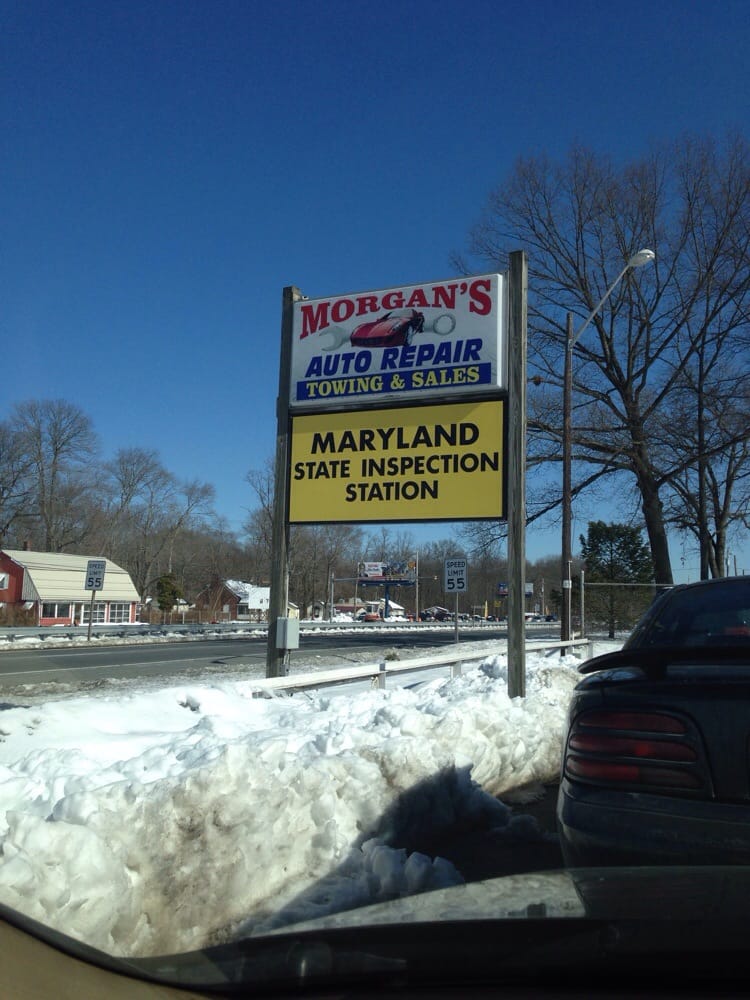 MORGAN'S
AUTO REPAIR
TOWING & SALES
MARYLAND
STATE INSPECTION
STATION
SPEED
LIMIT
55
SPEED
LIMIT
55